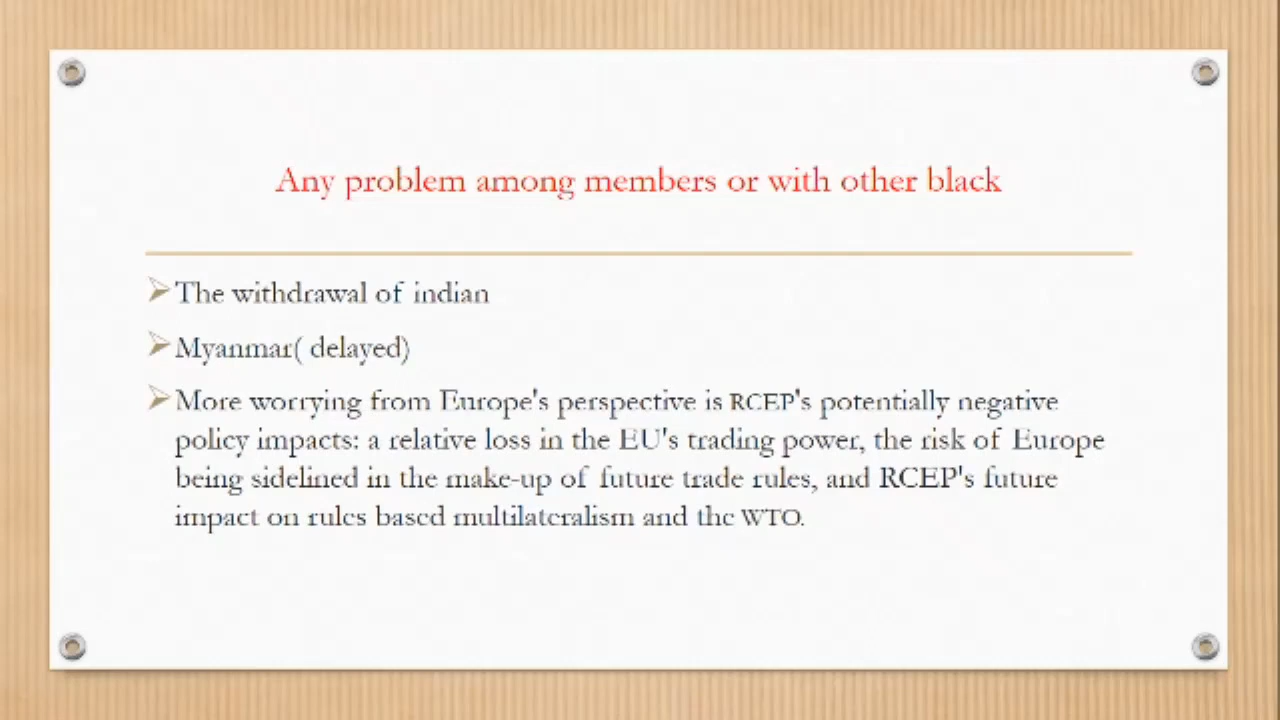 Any problem among members or with other black
The withdrawal of indian
Myanmar( delayed)
More worrying from Europe's perspective is RCEP's potentially negative
policy impacts: a relative loss in the EU's trading power, the risk of Europe
being sidelined in the make-up of future trade rules, and RCEP's future
impact on rules based multilateralism and the WTO.